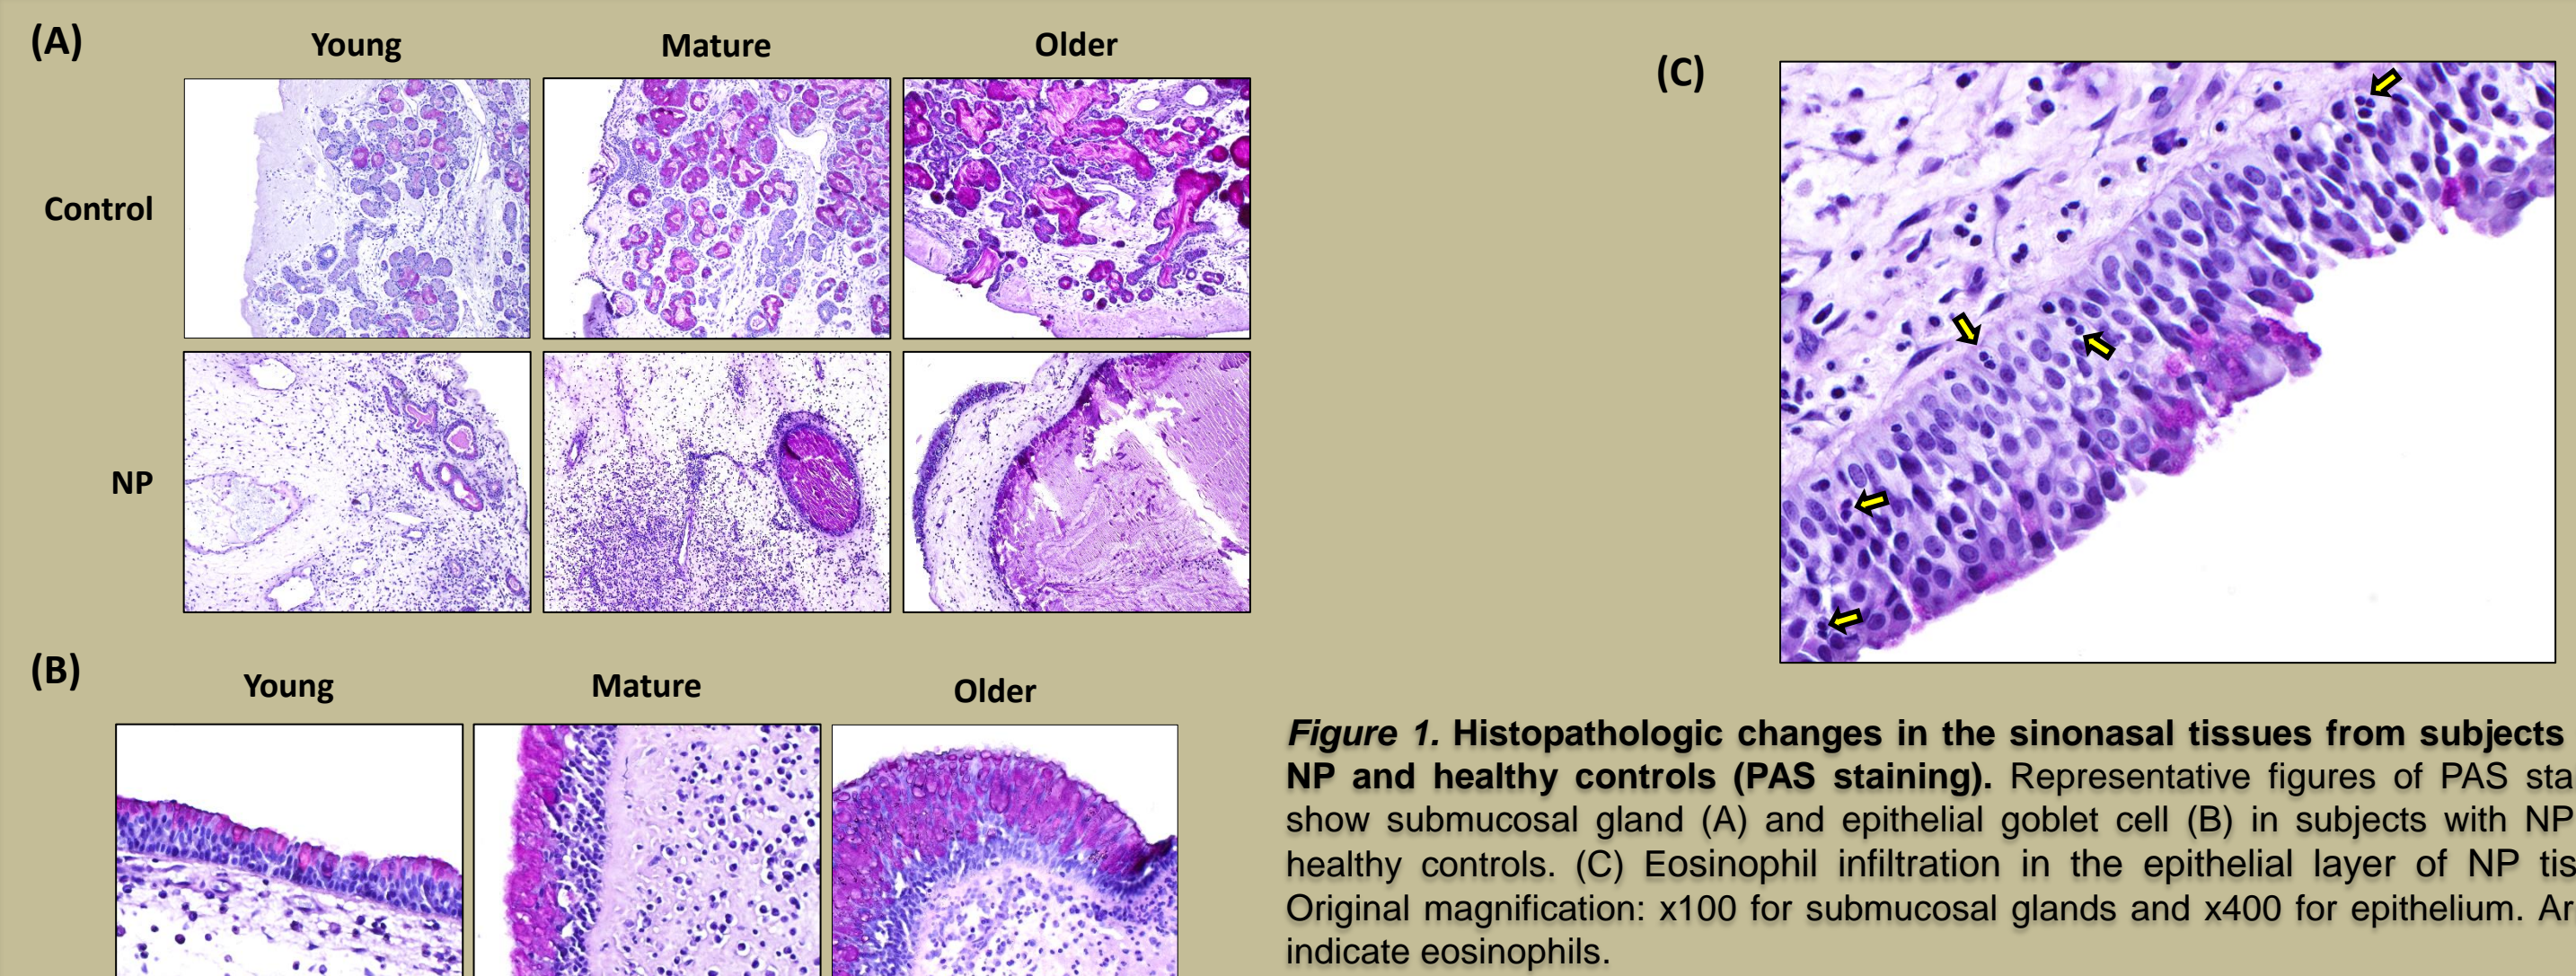 (A)
Young Mature Older
Control
NP
(B)
Young Mature Older
(C)
Figure 1. Histopathologic changes in the sinonasal tissues from subjects
NP and healthy controls (PAS staining). Representative figures of PAS
show submucosal gland (A) and epithelial goblet cell (B) in subjects with NP
healthy controls. (C) Eosinophil infiltration in the epithelial layer of NP
Original magnification: x100 for submucosal glands and x400 for epithelium.
indicate eosinophils.